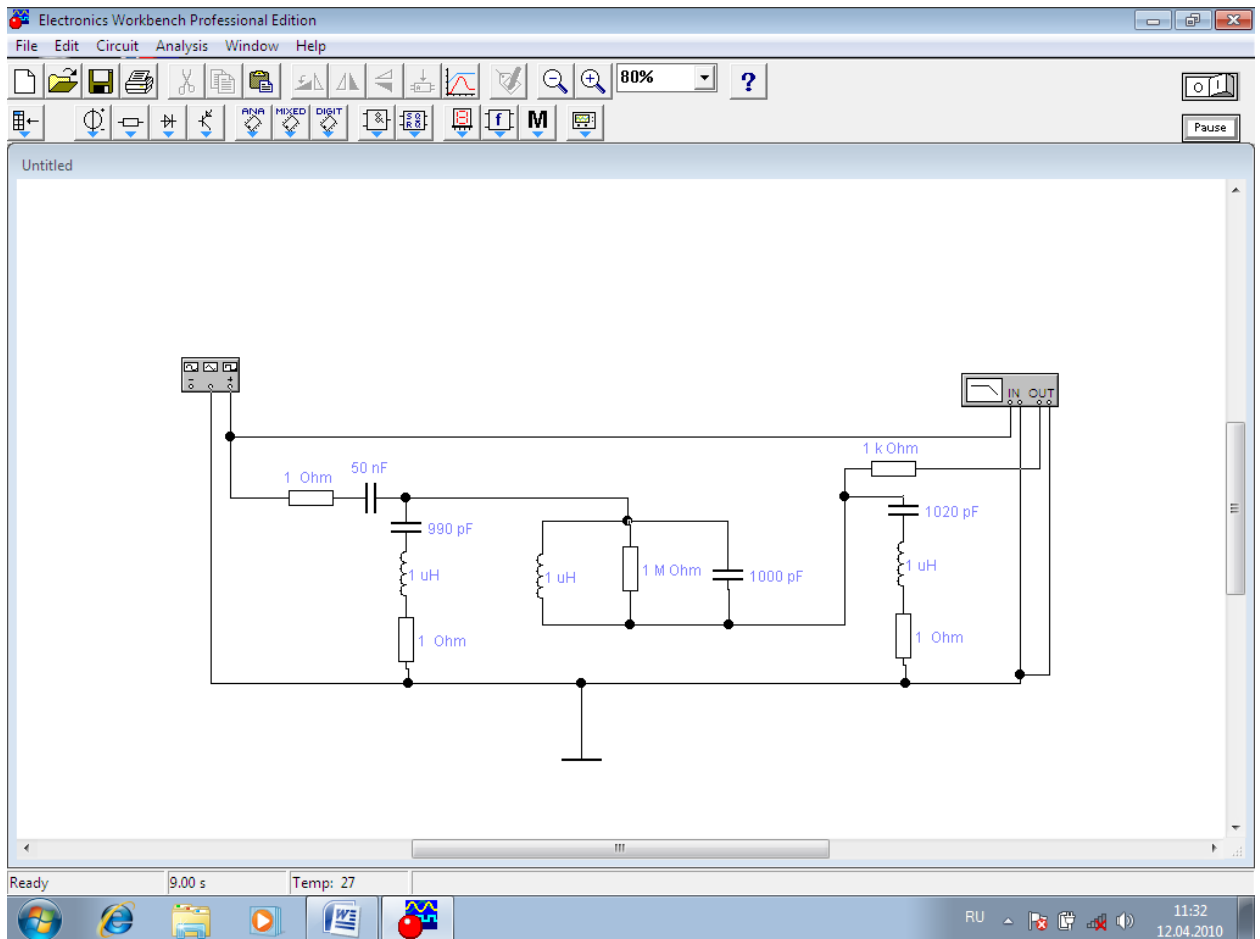 Electronics Workbench Professional Edition
File Edit Circuit Analysis Window Help
80%
?
ANA MIXED DIGIT
M
Pause
Untitled
IN OUT
1 k Ohm
1 Ohm
50 nF
990 pF
1020 pF
1 uH
1 uH
1 M Ohm
1000 pF
1 uH
1 Ohm
1 Ohm
Ready
9.00 s
Temp: 27
RU
11:32
12.04.2010